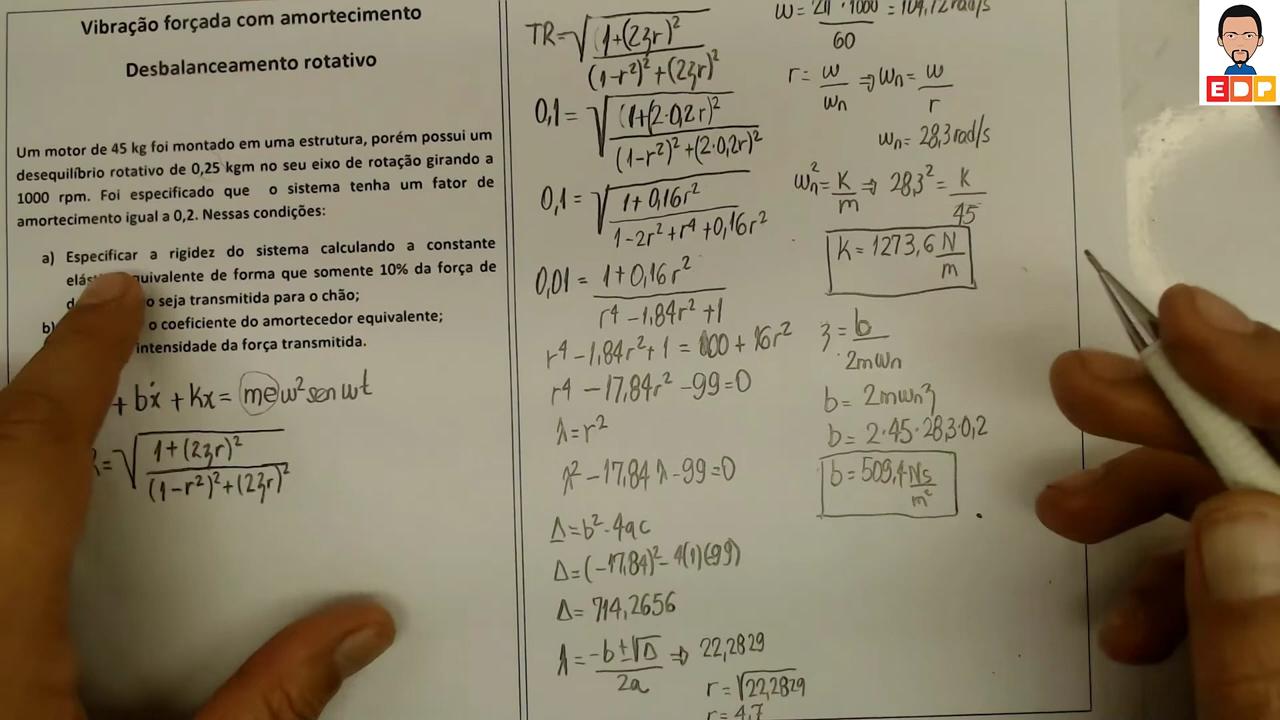 Vibração forçada com amortecimento
Desbalanceamento rotativo
Um motor de 45 kg foi montado em uma estrutura, porém possui um
desequilíbrio rotativo de 0,25 kgm no seu eixo de rotação girando a
1000 rpm. Foi especificado que o sistema tenha um fator de
amortecimento igual a 0,2. Nessas condições:
a) Especificar a rigidez do sistema calculando a constante
equivalente de forma que somente 10% da força de
seja transmitida para o chão;
b) o coeficiente do amortecedor equivalente;
intensidade da força transmitida.
+ bẋ + kx = meω² sen ωt
= √((1+(2ʒr)²)/((1-r²)²+(2ʒr)²))
TR=√((1+(2ʒr)²)/((1-r²)²+(2ʒr)²))
0,1 = √((1+(2·0,2r)²)/((1-r²)²+(2·0,2r)²))
0,1 = √((1+0,16r²)/(1-2r²+r⁴+0,16r²))
0,01 = (1+0,16r²)/(r⁴-1,84r²+1)
r⁴-1,84r²+1 = 100+16r²
r⁴-17,84r²-99=0
λ=r²
λ²-17,84λ-99=0
Δ=b²-4ac
Δ=(-17,84)²-4(1)(-99)
Δ= 714,2656
λ=(-b±√Δ)/2a ⇒ 22,2829
r=√22,2829
r=4,7
ω= 2π·1000/60 = 104,72 rad/s
r= ω/ωn ⇒ ωn= ω/r
ωn= 28,3 rad/s
ωn²= K/m ⇒ 28,3²= K/45
K= 1273,6 N/m
ʒ= b/2mωn
b= 2mωnʒ
b= 2·45·28,3·0,2
b= 509,4 Ns/m²
EDP